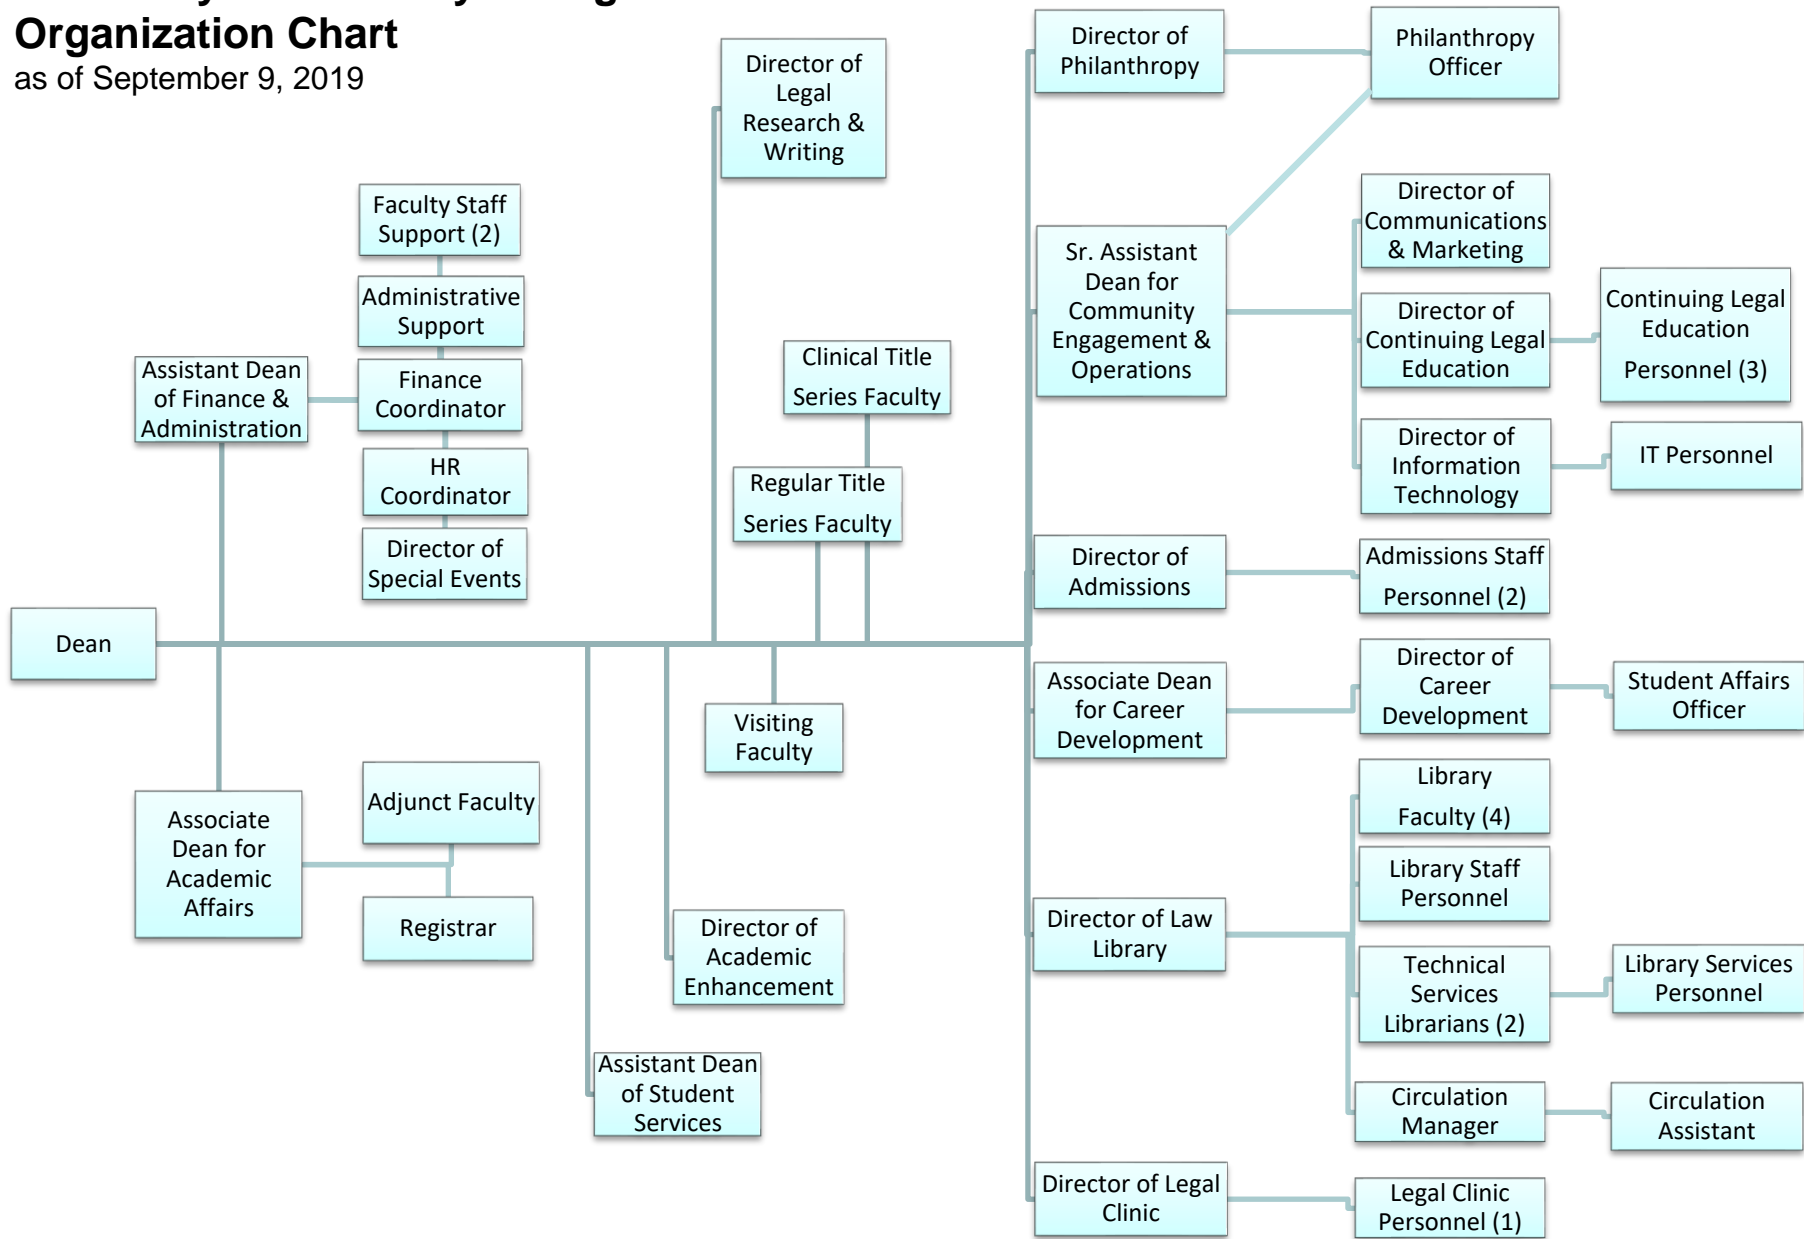 Organization Chart
as of September 9, 2019
Director of
Legal
Research &
Writing
Director of
Philanthropy
Philanthropy
Officer
Faculty Staff
Support (2)
Administrative
Support
Assistant Dean
of Finance &
Administration
Finance
Coordinator
HR
Coordinator
Director of
Special Events
Clinical Title
Series Faculty
Regular Title
Series Faculty
Sr. Assistant
Dean for
Community
Engagement &
Operations
Director of
Communications
& Marketing
Director of
Continuing Legal
Education
Continuing Legal
Education
Personnel (3)
Director of
Information
Technology
IT Personnel
Director of
Admissions
Admissions Staff
Personnel (2)
Dean
Associate Dean
for Career
Development
Director of
Career
Development
Student Affairs
Officer
Visiting
Faculty
Associate
Dean for
Academic
Affairs
Adjunct Faculty
Registrar
Director of
Academic
Enhancement
Assistant Dean
of Student
Services
Director of Law
Library
Library
Faculty (4)
Library Staff
Personnel
Technical
Services
Librarians (2)
Library Services
Personnel
Circulation
Manager
Circulation
Assistant
Director of Legal
Clinic
Legal Clinic
Personnel (1)